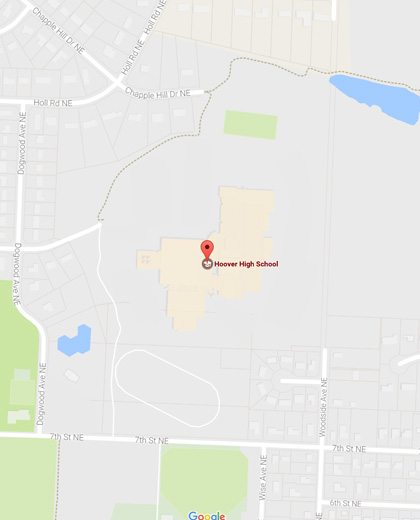 Chapple Hill Dr NE
Holl Rd NE
Holl Rd NE
Chapple Hill Dr NE
Holl Rd NE
Dogwood Ave NE
Hoover High School
Dogwood Ave NE
Dogwood Ave NE
Woodside Ave NE
7th St NE
7th St NE
7th St NE
Wise Ave NE
6th St NE
NE
Google